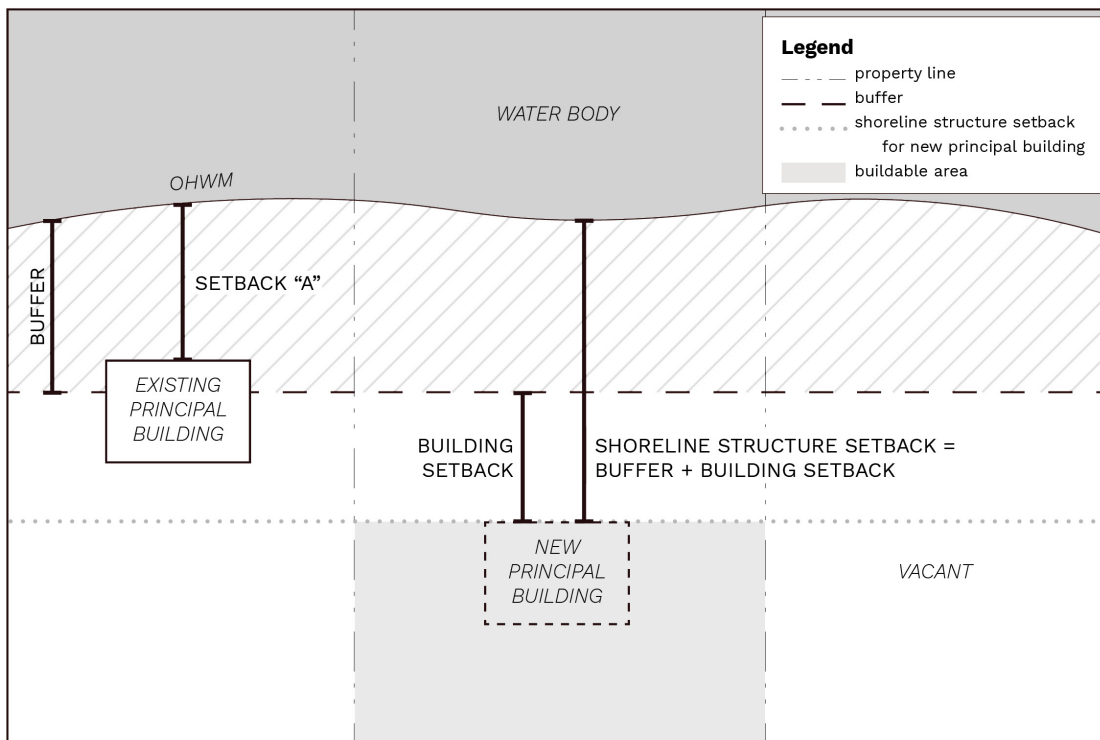 Legend
property line
buffer
shoreline structure setback
for new principal building
buildable area
WATER BODY
OHWM
BUFFER
SETBACK “A”
EXISTING
PRINCIPAL
BUILDING
BUILDING
SETBACK
SHORELINE STRUCTURE SETBACK =
BUFFER + BUILDING SETBACK
NEW
PRINCIPAL
BUILDING
VACANT